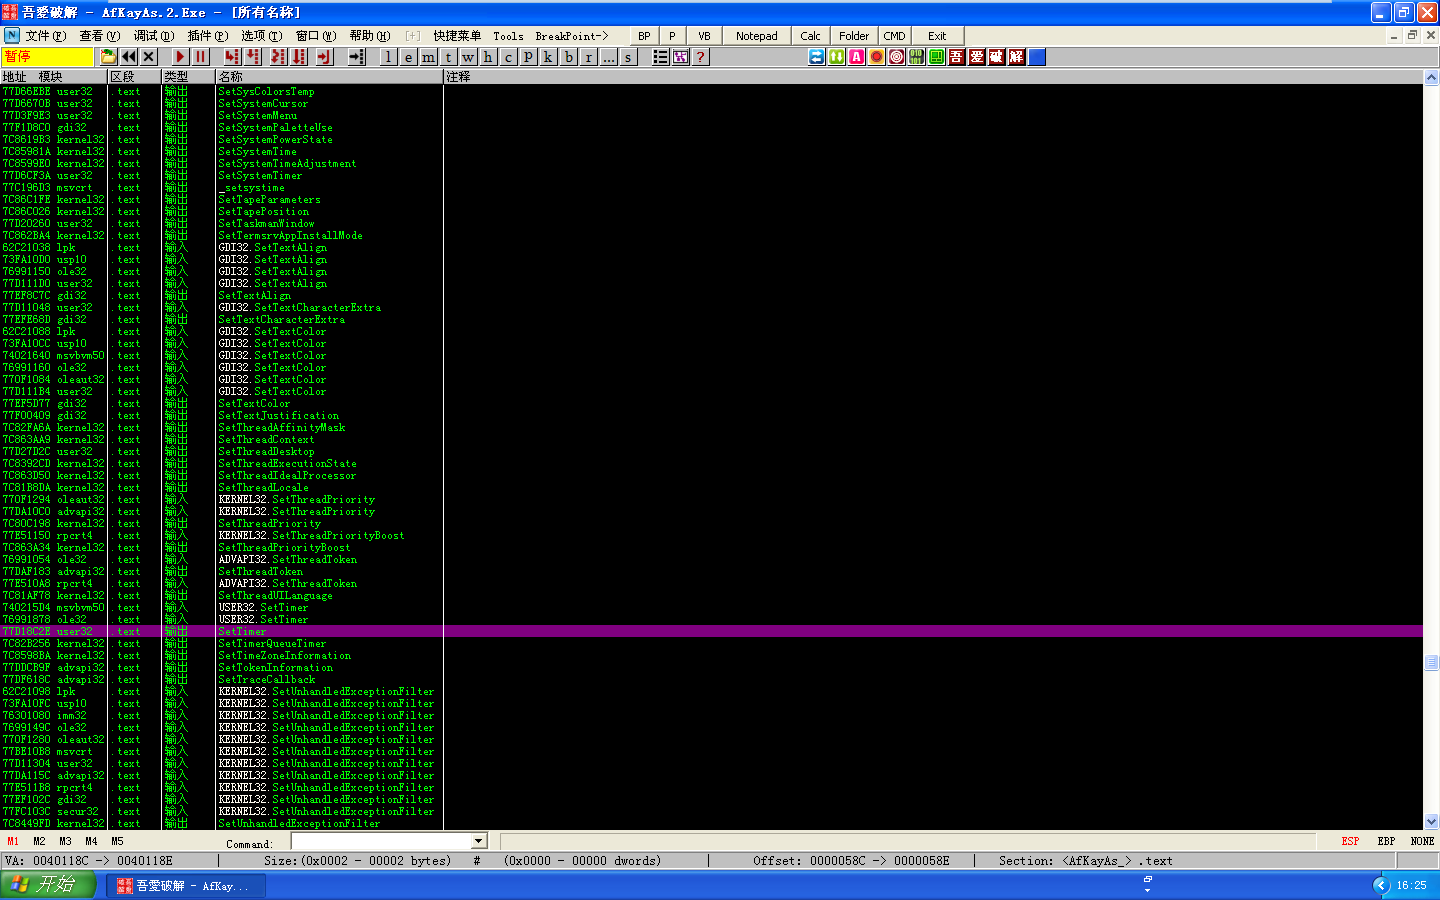 吾愛破解 - AfKayAs.2.Exe - [所有名称]
文件(F) 查看(V) 调试(D) 插件(P) 选项(T) 窗口(W) 帮助(H) [+] 快捷菜单 Tools BreakPoint-> BP P VB Notepad Calc Folder CMD Exit
暂停 l e m t w h c p k b r ... s ? 吾 爱 破 解
地址 模块 区段 类型 名称 注释
77D66EBE user32 .text 输出 SetSysColorsTemp
77D6670B user32 .text 输出 SetSystemCursor
77D3F9E3 user32 .text 输出 SetSystemMenu
77F1D8C0 gdi32 .text 输出 SetSystemPaletteUse
7C8619B3 kernel32 .text 输出 SetSystemPowerState
7C85981A kernel32 .text 输出 SetSystemTime
7C8599E0 kernel32 .text 输出 SetSystemTimeAdjustment
77D6CF3A user32 .text 输出 SetSystemTimer
77C196D3 msvcrt .text 输出 _setsystime
7C86C1FE kernel32 .text 输出 SetTapeParameters
7C86C026 kernel32 .text 输出 SetTapePosition
77D20260 user32 .text 输出 SetTaskmanWindow
7C862BA4 kernel32 .text 输出 SetTermsrvAppInstallMode
62C21038 lpk .text 输入 GDI32.SetTextAlign
73FA10D0 usp10 .text 输入 GDI32.SetTextAlign
76991150 ole32 .text 输入 GDI32.SetTextAlign
77D111D0 user32 .text 输入 GDI32.SetTextAlign
77EF8C7C gdi32 .text 输出 SetTextAlign
77D11048 user32 .text 输入 GDI32.SetTextCharacterExtra
77EFE68D gdi32 .text 输出 SetTextCharacterExtra
62C21088 lpk .text 输入 GDI32.SetTextColor
73FA10CC usp10 .text 输入 GDI32.SetTextColor
74021640 msvbvm50 .text 输入 GDI32.SetTextColor
76991160 ole32 .text 输入 GDI32.SetTextColor
770F1084 oleaut32 .text 输入 GDI32.SetTextColor
77D111B4 user32 .text 输入 GDI32.SetTextColor
77EF5D77 gdi32 .text 输出 SetTextColor
77F00409 gdi32 .text 输出 SetTextJustification
7C82FA6A kernel32 .text 输出 SetThreadAffinityMask
7C863AA9 kernel32 .text 输出 SetThreadContext
77D27D2C user32 .text 输出 SetThreadDesktop
7C8392CD kernel32 .text 输出 SetThreadExecutionState
7C863D50 kernel32 .text 输出 SetThreadIdealProcessor
7C81B8DA kernel32 .text 输出 SetThreadLocale
770F1294 oleaut32 .text 输入 KERNEL32.SetThreadPriority
77DA10C0 advapi32 .text 输入 KERNEL32.SetThreadPriority
7C80C198 kernel32 .text 输出 SetThreadPriority
77E51150 rpcrt4 .text 输入 KERNEL32.SetThreadPriorityBoost
7C863A34 kernel32 .text 输出 SetThreadPriorityBoost
76991054 ole32 .text 输入 ADVAPI32.SetThreadToken
77DAF183 advapi32 .text 输出 SetThreadToken
77E510A8 rpcrt4 .text 输入 ADVAPI32.SetThreadToken
7C81AF78 kernel32 .text 输出 SetThreadUILanguage
740215D4 msvbvm50 .text 输入 USER32.SetTimer
76991878 ole32 .text 输入 USER32.SetTimer
77D18C2E user32 .text 输出 SetTimer
7C82B256 kernel32 .text 输出 SetTimerQueueTimer
7C8598BA kernel32 .text 输出 SetTimeZoneInformation
77DDCB9F advapi32 .text 输出 SetTokenInformation
77DF618C advapi32 .text 输出 SetTraceCallback
62C21098 lpk .text 输入 KERNEL32.SetUnhandledExceptionFilter
73FA10FC usp10 .text 输入 KERNEL32.SetUnhandledExceptionFilter
76301080 imm32 .text 输入 KERNEL32.SetUnhandledExceptionFilter
7699149C ole32 .text 输入 KERNEL32.SetUnhandledExceptionFilter
770F1280 oleaut32 .text 输入 KERNEL32.SetUnhandledExceptionFilter
77BE10B8 msvcrt .text 输入 KERNEL32.SetUnhandledExceptionFilter
77D11304 user32 .text 输入 KERNEL32.SetUnhandledExceptionFilter
77DA115C advapi32 .text 输入 KERNEL32.SetUnhandledExceptionFilter
77E511B8 rpcrt4 .text 输入 KERNEL32.SetUnhandledExceptionFilter
77EF102C gdi32 .text 输入 KERNEL32.SetUnhandledExceptionFilter
77FC103C secur32 .text 输入 KERNEL32.SetUnhandledExceptionFilter
7C8449FD kernel32 .text 输出 SetUnhandledExceptionFilter
M1 M2 M3 M4 M5 Command: ESP EBP NONE
VA: 0040118C -> 0040118E | Size:(0x0002 - 00002 bytes) # (0x0000 - 00000 dwords) | Offset: 0000058C -> 0000058E | Section: <AfKayAs_> .text
开始 吾愛破解 - AfKay... 16:25